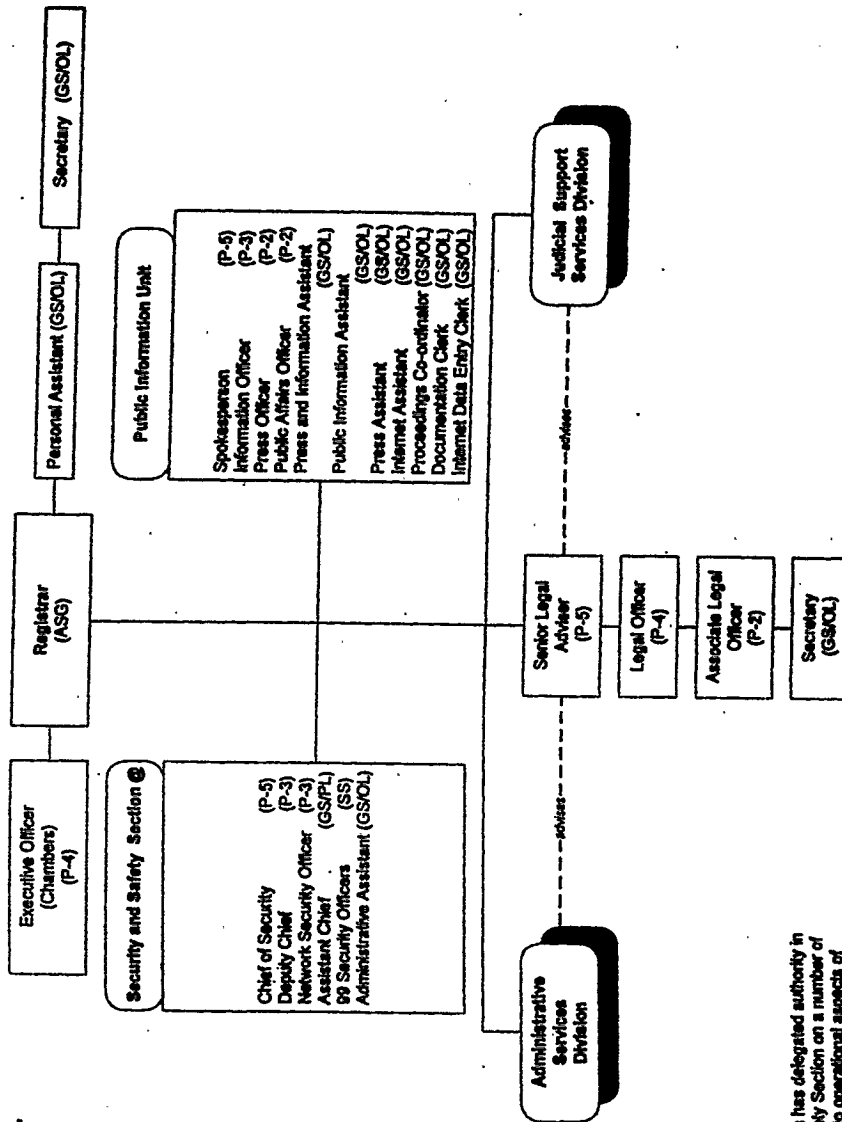 Executive Officer
(Chambers)
(P-4)
Registrar
(ASG)
Personal Assistant (GS/OL)
Secretary (GS/OL)
Security and Safety Section @
Chief of Security (P-5)
Deputy Chief (P-3)
Network Security Officer (P-3)
Assistant Chief (GS/PL)
99 Security Officers (SS)
Administrative Assistant (GS/OL)
Public Information Unit
Spokesperson (P-5)
Information Officer (P-3)
Press Officer (P-2)
Public Affairs Officer (P-2)
Press and Information Assistant
(GS/OL)
Public Information Assistant
(GS/OL)
Press Assistant (GS/OL)
Internet Assistant (GS/OL)
Proceedings Co-ordinator (GS/OL)
Documentation Clerk (GS/OL)
Internet Data Entry Clerk (GS/OL)
Administrative
Services
Division
advises
Senior Legal
Adviser
(P-5)
advises
Judicial Support
Services Division
Legal Officer
(P-4)
Associate Legal
Officer
(P-2)
Secretary
(GS/OL)
has delegated authority in
Section on a number of
operational aspects of